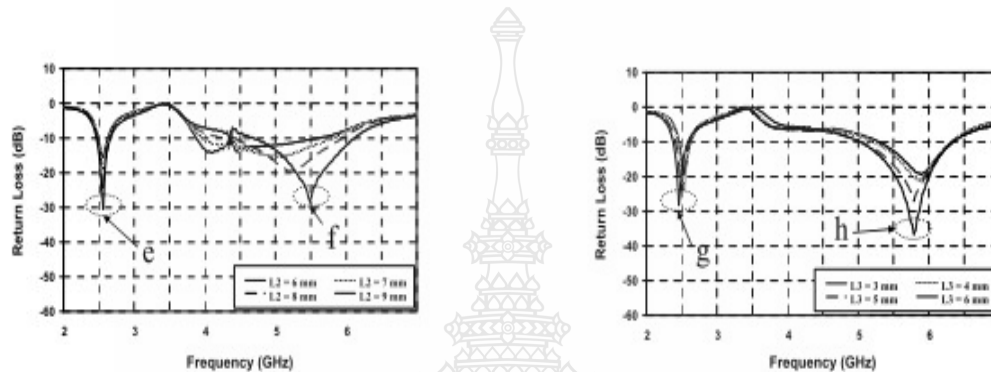 10
0
-10
-20
-30
-40
-50
-60
Return Loss (dB)
e
f
L2 = 6 mm
L2 = 7 mm
L2 = 8 mm
L2 = 9 mm
2
3
4
5
6
Frequency (GHz)
10
0
-10
-20
-30
-40
-50
-60
Return Loss (dB)
g
h
L3 = 3 mm
L3 = 4 mm
L3 = 5 mm
L3 = 6 mm
2
3
4
5
6
Frequency (GHz)